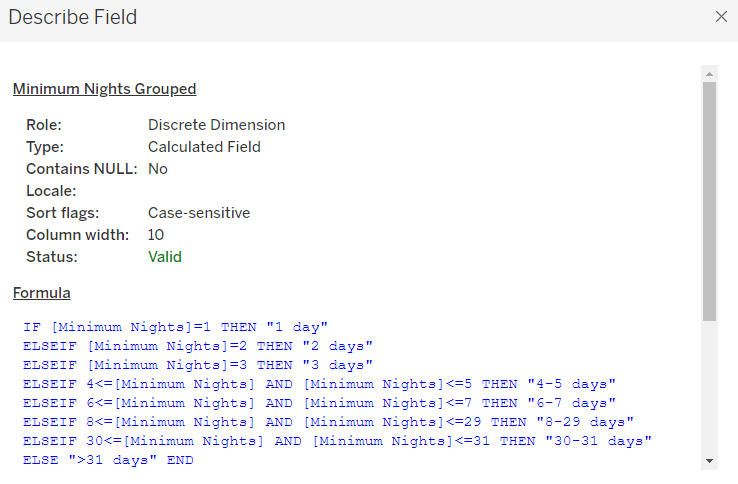 Describe Field
Minimum Nights Grouped
Role: Discrete Dimension
Type: Calculated Field
Contains NULL: No
Locale:
Sort flags: Case-sensitive
Column width: 10
Status: Valid
Formula
IF [Minimum Nights]=1 THEN "1 day"
ELSEIF [Minimum Nights]=2 THEN "2 days"
ELSEIF [Minimum Nights]=3 THEN "3 days"
ELSEIF 4<=[Minimum Nights] AND [Minimum Nights]<=5 THEN "4-5 days"
ELSEIF 6<=[Minimum Nights] AND [Minimum Nights]<=7 THEN "6-7 days"
ELSEIF 8<=[Minimum Nights] AND [Minimum Nights]<=29 THEN "8-29 days"
ELSEIF 30<=[Minimum Nights] AND [Minimum Nights]<=31 THEN "30-31 days"
ELSE ">31 days" END